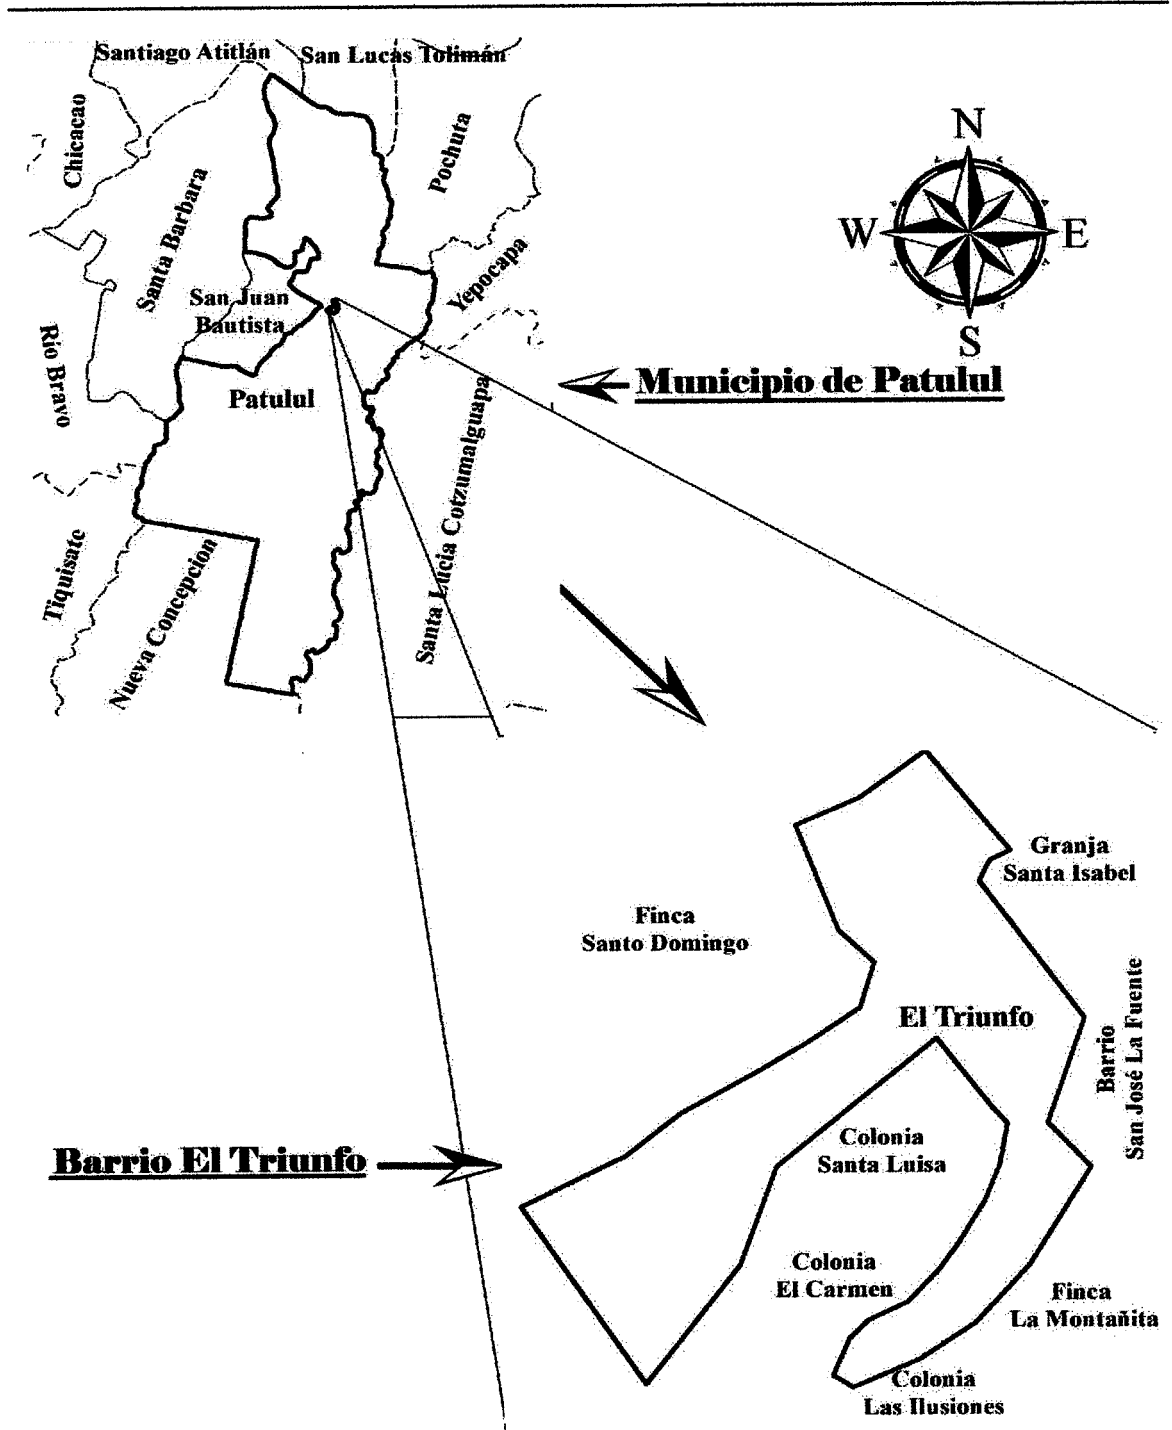 Santiago Atitlán
San Lucas Tolimán
Chicacao
Pochuta
Santa Barbara
Yepocapa
San Juan
Bautista
Rio Bravo
Patulul
Santa Lucia Cotzumalguapa
Tiquisate
Nueva Concepcion
N
W
E
S
Municipio de Patulul
Granja
Santa Isabel
Finca
Santo Domingo
El Triunfo
Barrio
San José La Fuente
Barrio El Triunfo
Colonia
Santa Luisa
Colonia
El Carmen
Finca
La Montañita
Colonia
Las Ilusiones